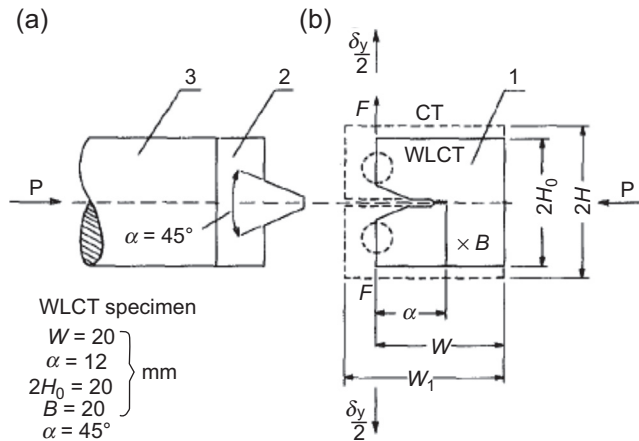 (a)
(b)
3
2
δy/2
1
F
CT
WLCT
P
2H0
2H
P
α = 45°
× B
F
α
WLCT specimen
W = 20
α = 12
2H0 = 20
B = 20
mm
α = 45°
W
W1
δy/2